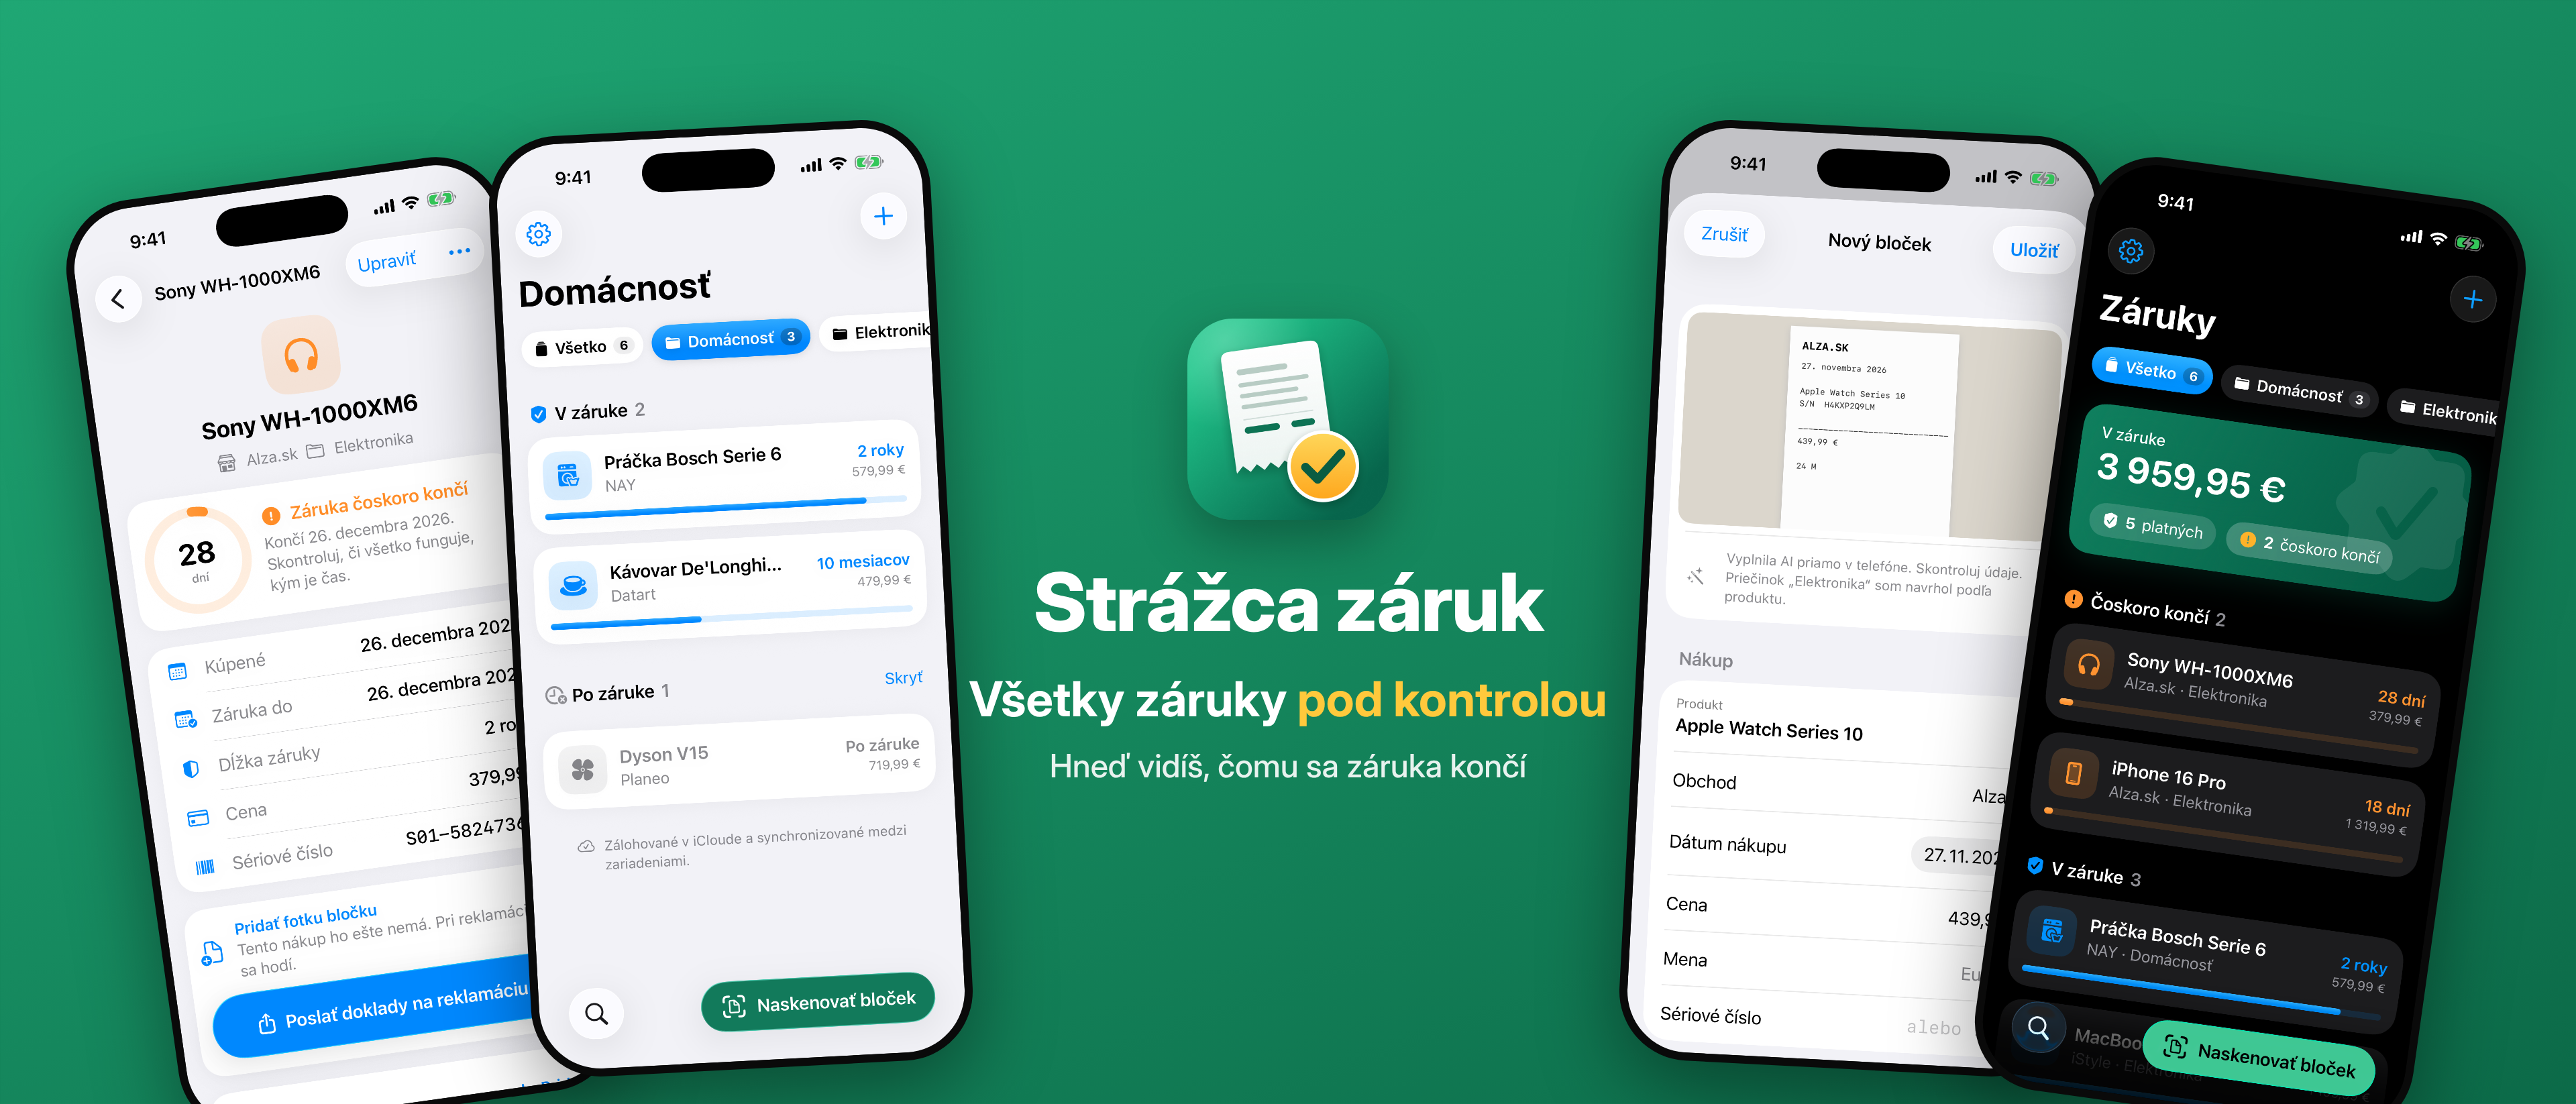 9:41
Sony WH-1000XM6
Upraviť
Sony WH-1000XM6
Alza.sk
Elektronika
28
dní
Záruka čoskoro končí
Končí 26. decembra 2026.
Skontroluj, či všetko funguje,
kým je čas.
Kúpené
26. decembra
Záruka do
26. decembra
Dĺžka záruky
2
Cena
Sériové číslo
Pridať fotku bločku
Tento nákup ho ešte nemá. Pri
sa hodí.
Poslať doklady na reklamáciu
9:41
Domácnosť
Všetko 6
Domácnosť 3
V záruke 2
Práčka Bosch Serie 6
2 roky
NAY
579,99 €
Kávovar De'Longhi...
10 mesiacov
Datart
479,99 €
Po záruke 1
Skryť
Dyson V15
Po záruke
Planeo
719,99 €
Zálohované v iCloude a synchronizované medzi
zariadeniami.
Naskenovať bloček
Strážca záruk
Všetky záruky pod kontrolou
Hneď vidíš, čomu sa záruka končí
9:41
Zrušiť
Nový bloček
Uložiť
ALZA.SK
27. novembra 2026
Apple Watch Series 10
S/N H4KXP2Q9LM
439,99 €
24 M
Vyplnila AI priamo v telefóne. Skontroluj údaje.
Priečinok „Elektronika“ som navrhol podľa
produktu.
Nákup
Produkt
Apple Watch Series 10
Obchod
Dátum nákupu
27. 11.
Cena
Mena
Sériové číslo
alebo
9:41
Záruky
Všetko 6
Domácnosť 3
V záruke
3 959,95 €
5 platných
2 čoskoro končí
Čoskoro končí 2
Sony WH-1000XM6
28 dní
Alza.sk · Elektronika
379,99 €
iPhone 16 Pro
18 dní
Alza.sk · Elektronika
1 319,99 €
V záruke 3
Práčka Bosch Serie 6
2 roky
NAY · Domácnosť
579,99 €
iStyle ·
Naskenovať bloček